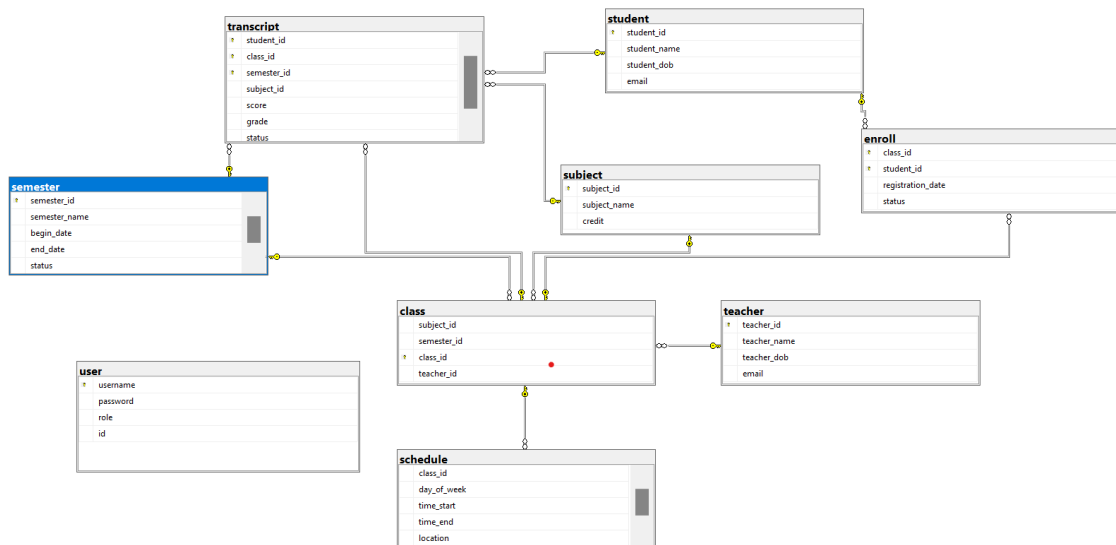 transcript
student_id
class_id
semester_id
subject_id
score
grade
status
student
student_id
student_name
student_dob
email
enroll
class_id
student_id
registration_date
status
subject
subject_id
subject_name
credit
semester
semester_id
semester_name
begin_date
end_date
status
class
subject_id
semester_id
class_id
teacher_id
teacher
teacher_id
teacher_name
teacher_dob
email
user
username
password
role
id
schedule
class_id
day_of_week
time_start
time_end
location